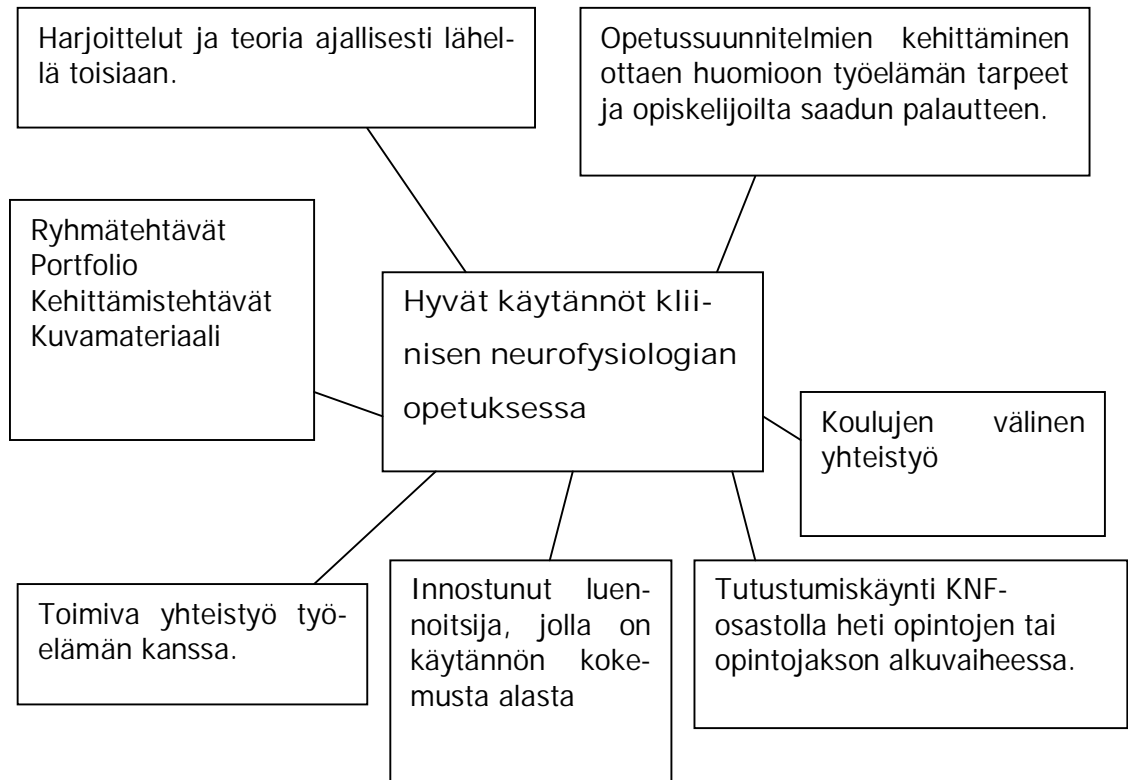 Harjoittelut ja teoria ajallisesti lähel-
lä toisiaan.
Opetussuunnitelmien kehittäminen
ottaen huomioon työelämän tarpeet
ja opiskelijoilta saadun palautteen.
Ryhmätehtävät
Portfolio
Kehittämistehtävät
Kuvamateriaali
Hyvät käytännöt klii-
nisen neurofysiologian
opetuksessa
Koulujen välinen
yhteistyö
Toimiva yhteistyö työ-
elämän kanssa.
Innostunut luen-
noitsija, jolla on
käytännön koke-
musta alasta
Tutustumiskäynti KNF-
osastolla heti opintojen tai
opintojakson alkuvaiheessa.